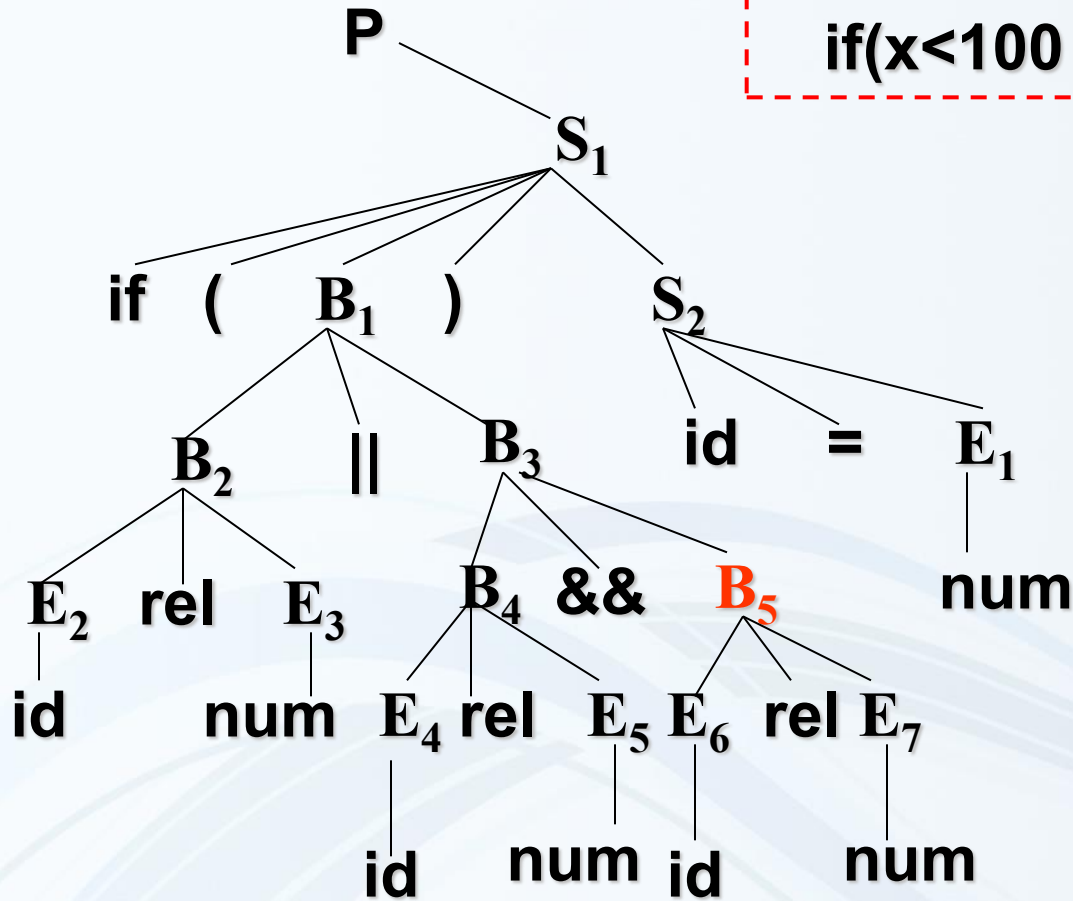 if(x<100
P
S₁
if ( B₁ ) S₂
B₂ || B₃ id = E₁
E₂ rel E₃ B₄ && B₅ num
id num E₄ rel E₅ E₆ rel E₇
id num id num